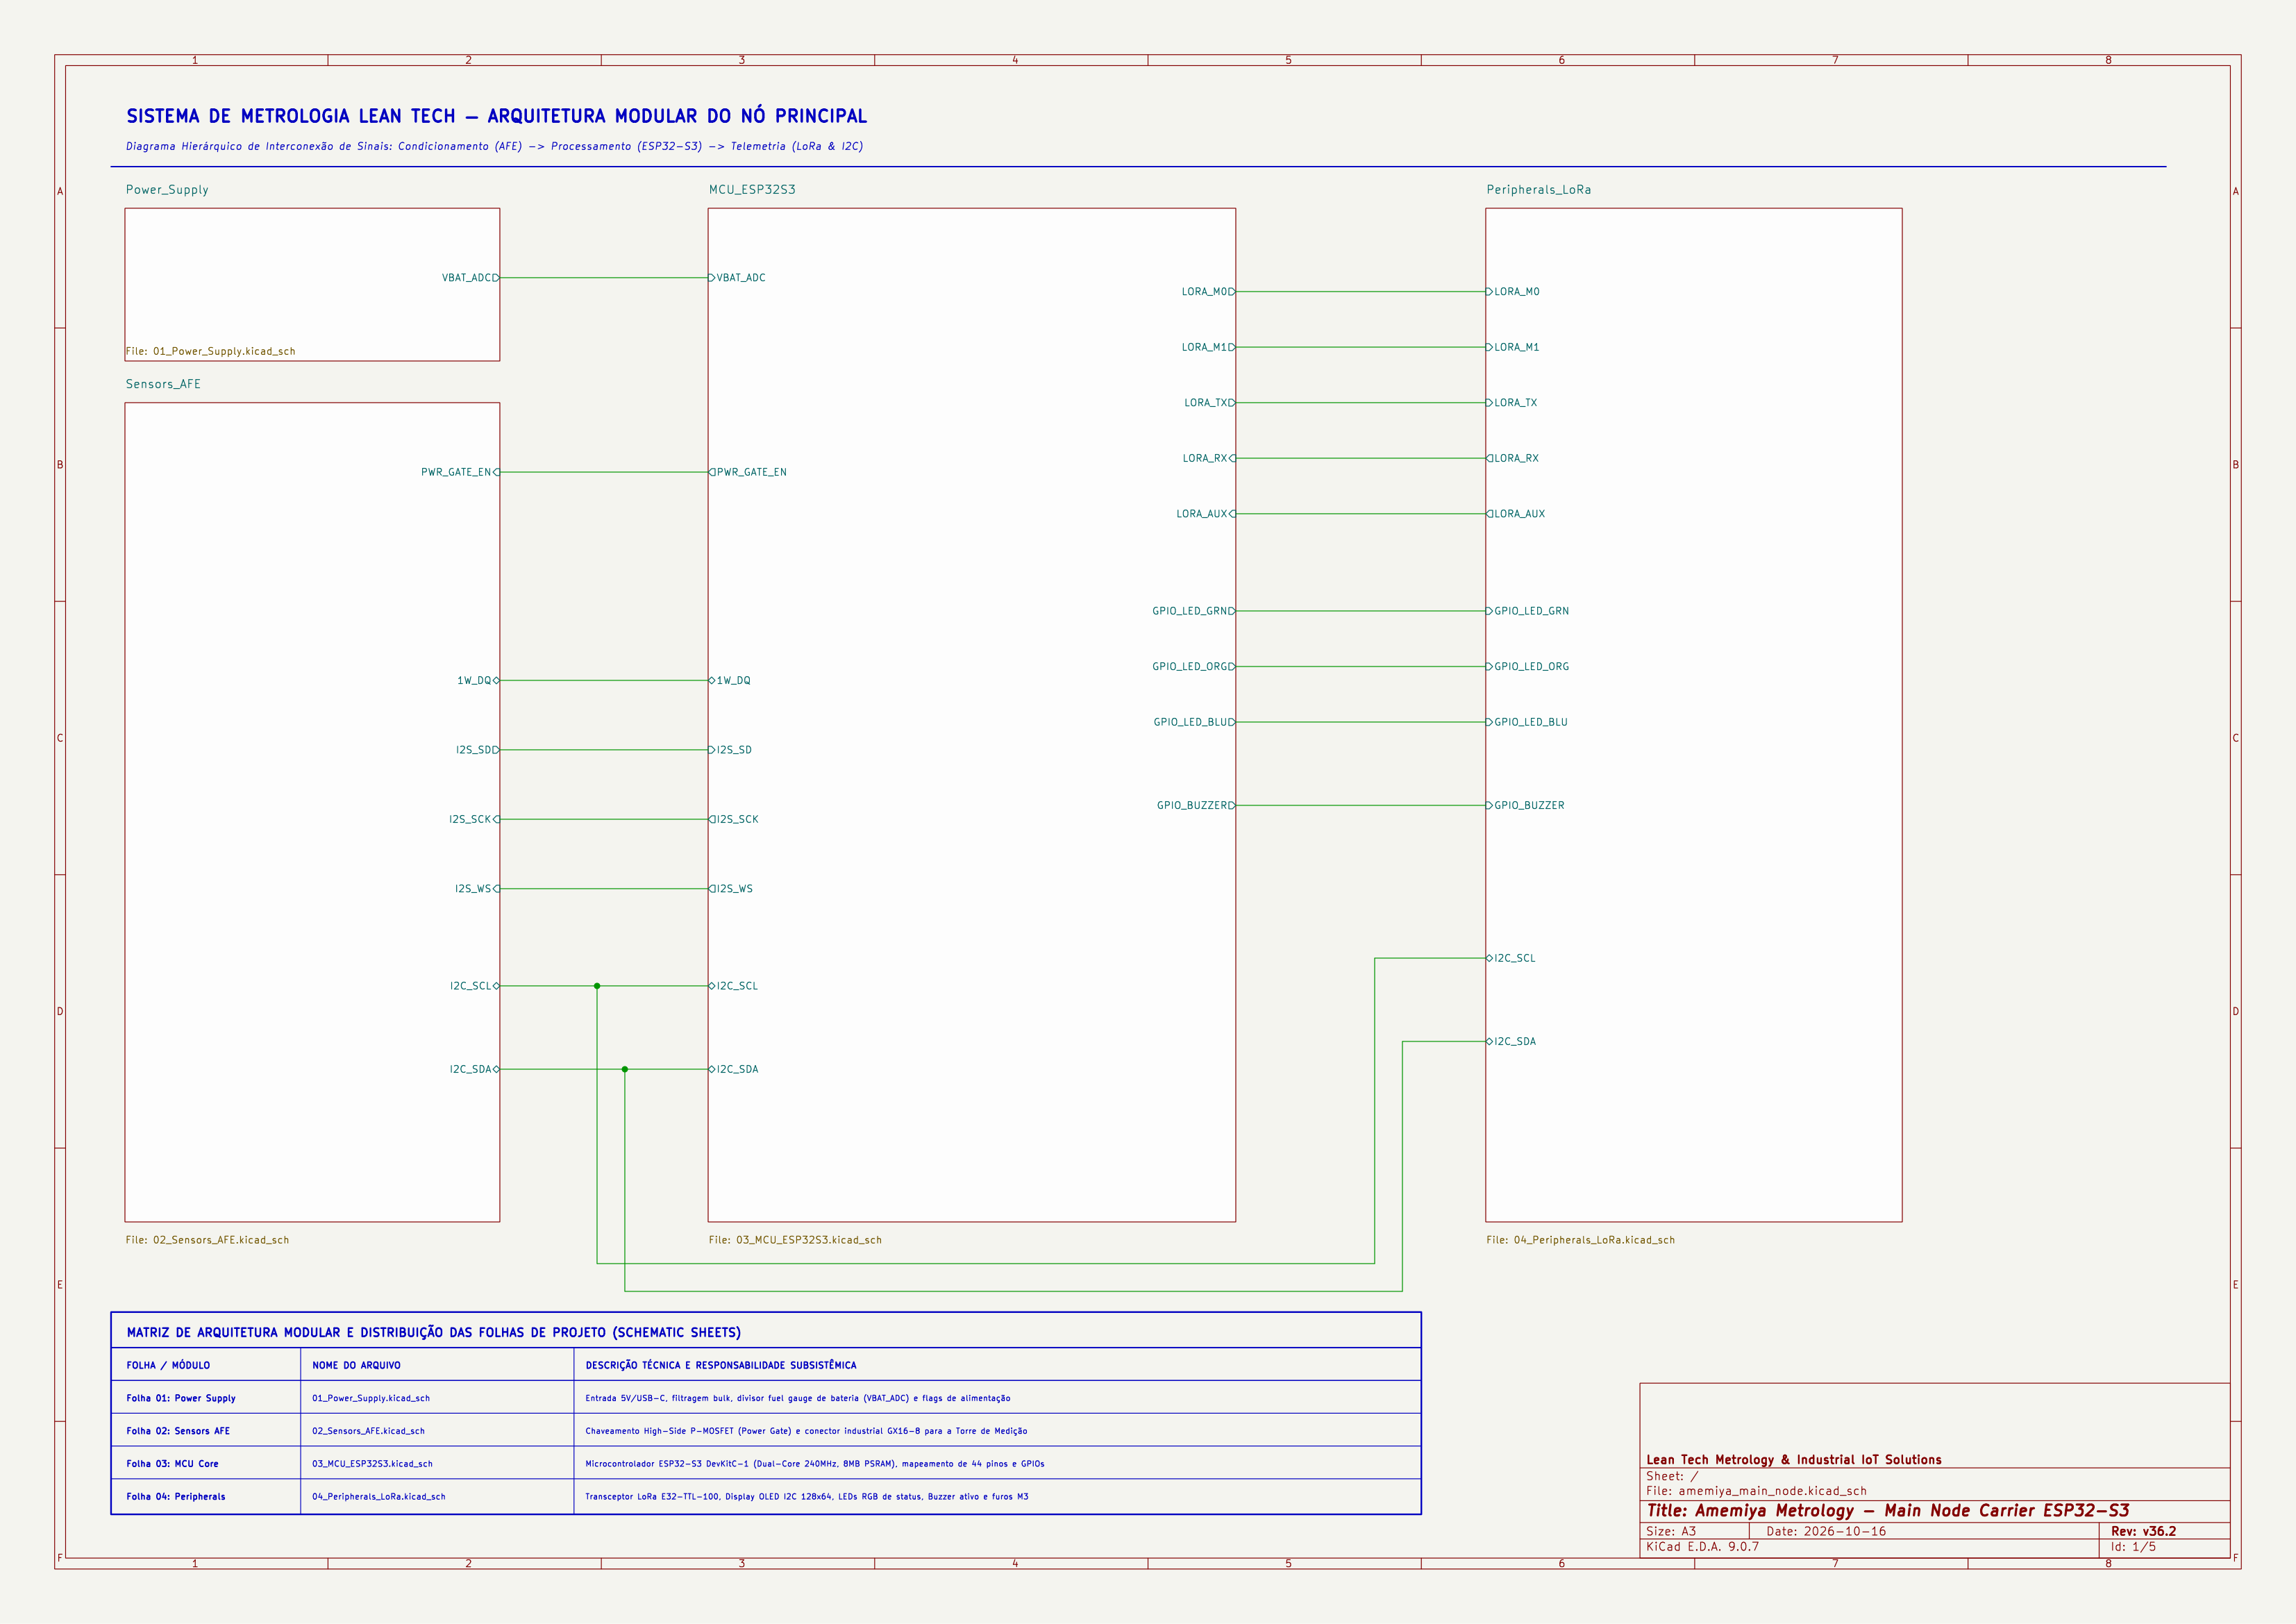 1 2 3 4 5 6 7 8
SISTEMA DE METROLOGIA LEAN TECH – ARQUITETURA MODULAR DO NÓ PRINCIPAL
Diagrama Hierárquico de Interconexão de Sinais: Condicionamento (AFE) -> Processamento (ESP32-S3) -> Telemetria (LoRa & I2C)
A
A
Power_Supply
VBAT_ADC
File: 01_Power_Supply.kicad_sch
Sensors_AFE
PWR_GATE_EN
1W_DQ
I2S_SD
I2S_SCK
I2S_WS
I2C_SCL
I2C_SDA
File: 02_Sensors_AFE.kicad_sch
MCU_ESP32S3
VBAT_ADC
PWR_GATE_EN
1W_DQ
I2S_SD
I2S_SCK
I2S_WS
I2C_SCL
I2C_SDA
LORA_M0
LORA_M1
LORA_TX
LORA_RX
LORA_AUX
GPIO_LED_GRN
GPIO_LED_ORG
GPIO_LED_BLU
GPIO_BUZZER
File: 03_MCU_ESP32S3.kicad_sch
Peripherals_LoRa
LORA_M0
LORA_M1
LORA_TX
LORA_RX
LORA_AUX
GPIO_LED_GRN
GPIO_LED_ORG
GPIO_LED_BLU
GPIO_BUZZER
I2C_SCL
I2C_SDA
File: 04_Peripherals_LoRa.kicad_sch
B
B
C
C
D
D
E
E
MATRIZ DE ARQUITETURA MODULAR E DISTRIBUIÇÃO DAS FOLHAS DE PROJETO (SCHEMATIC SHEETS)
FOLHA / MÓDULO NOME DO ARQUIVO DESCRIÇÃO TÉCNICA E RESPONSABILIDADE SUBSISTÊMICA
Folha 01: Power Supply 01_Power_Supply.kicad_sch Entrada 5V/USB-C, filtragem bulk, divisor fuel gauge de bateria (VBAT_ADC) e flags de alimentação
Folha 02: Sensors AFE 02_Sensors_AFE.kicad_sch Chaveamento High-Side P-MOSFET (Power Gate) e conector industrial GX16-8 para a Torre de Medição
Folha 03: MCU Core 03_MCU_ESP32S3.kicad_sch Microcontrolador ESP32-S3 DevKitC-1 (Dual-Core 240MHz, 8MB PSRAM), mapeamento de 44 pinos e GPIOs
Folha 04: Peripherals 04_Peripherals_LoRa.kicad_sch Transceptor LoRa E32-TTL-100, Display OLED I2C 128x64, LEDs RGB de status, Buzzer ativo e furos M3
Lean Tech Metrology & Industrial IoT Solutions
Sheet: /
File: amemiya_main_node.kicad_sch
Title: Amemiya Metrology – Main Node Carrier ESP32-S3
Size: A3 Date: 2026-10-16 Rev: v36.2
KiCad E.D.A. 9.0.7 Id: 1/5
F
F
1 2 3 4 5 6 7 8